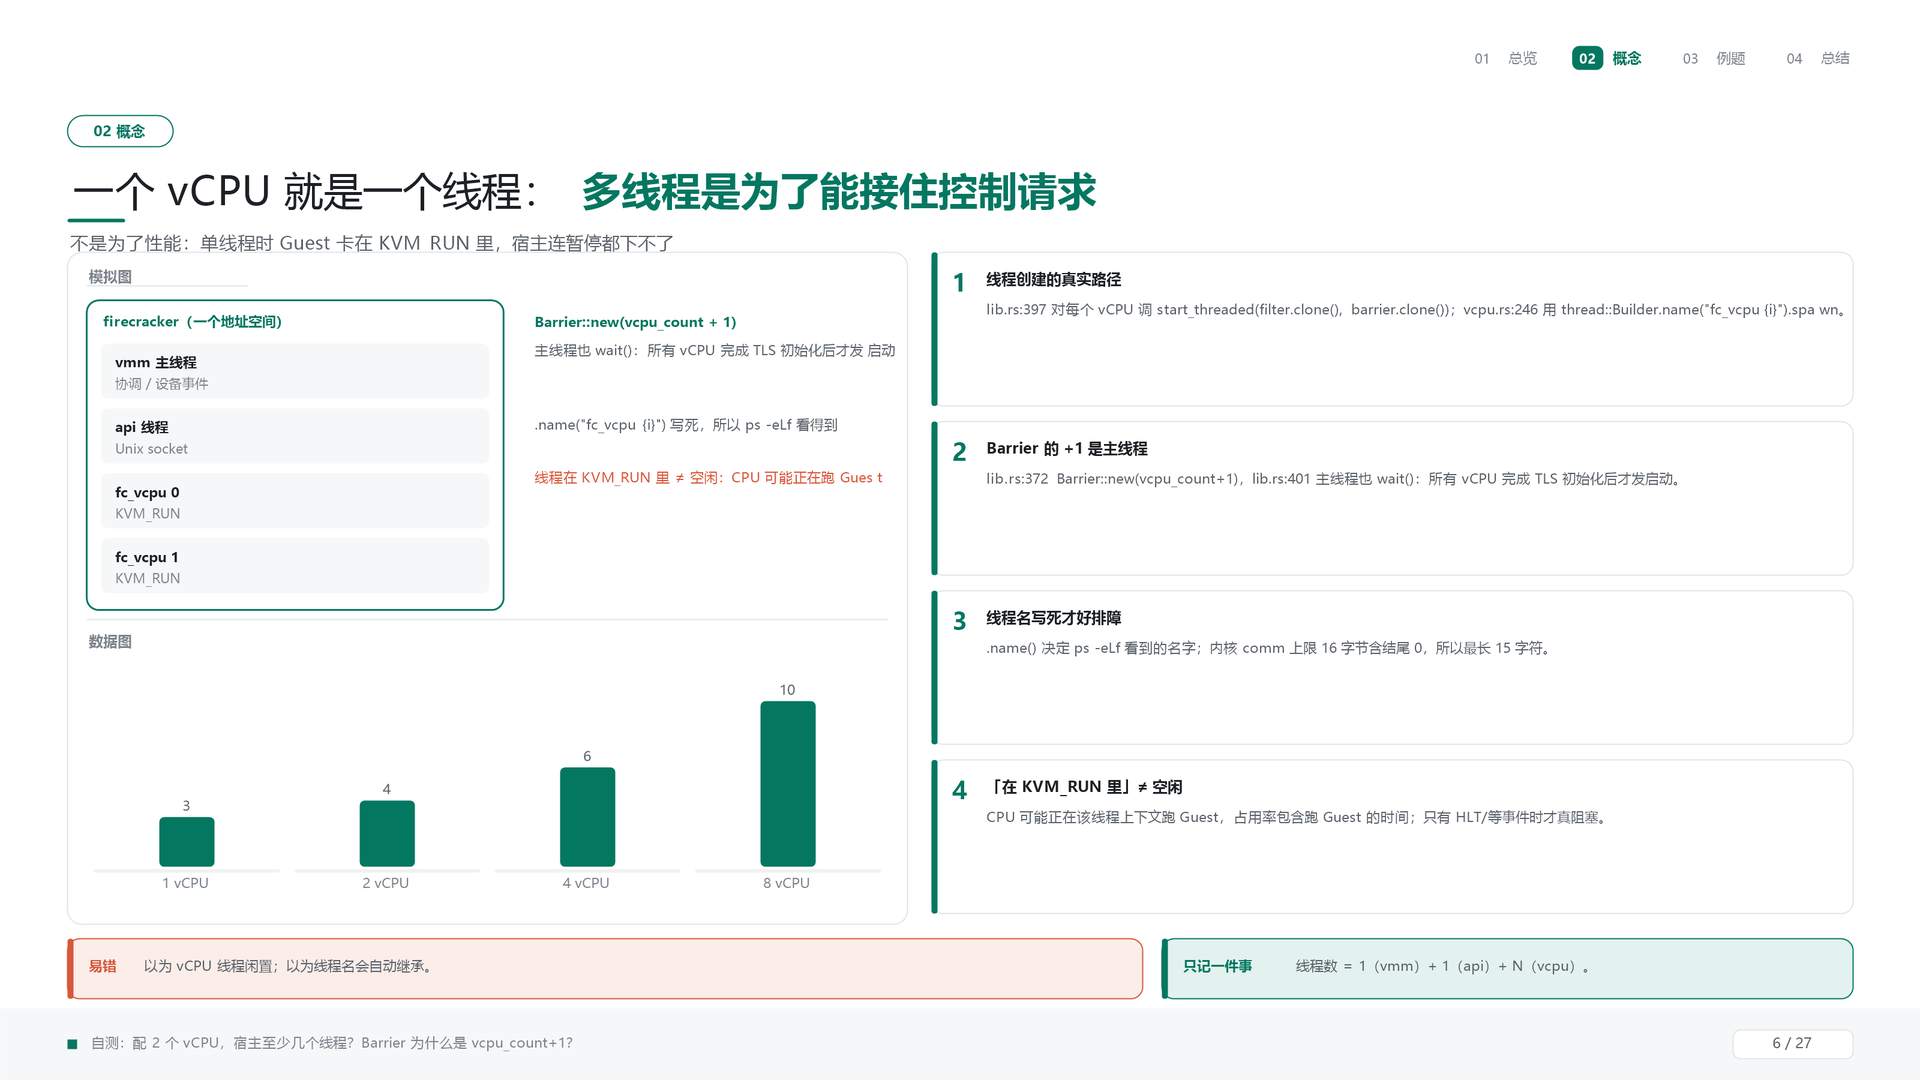 01 总览 02 概念 03 例题 04 总结
02 概念
一个 vCPU 就是一个线程： 多线程是为了能接住控制请求
不是为了性能：单线程时 Guest 卡在 KVM_RUN 里，宿主连暂停都下不了
模拟图
firecracker（一个地址空间）
vmm 主线程
协调 / 设备事件
api 线程
Unix socket
fc_vcpu 0
KVM_RUN
fc_vcpu 1
KVM_RUN
Barrier::new(vcpu_count + 1)
主线程也 wait()：所有 vCPU 完成 TLS 初始化后才发 启动
.name("fc_vcpu {i}") 写死，所以 ps -eLf 看得到
线程在 KVM_RUN 里 ≠ 空闲：CPU 可能正在跑 Gues t
数据图
3
4
6
10
1 vCPU
2 vCPU
4 vCPU
8 vCPU
1 线程创建的真实路径
lib.rs:397 对每个 vCPU 调 start_threaded(filter.clone(), barrier.clone())；vcpu.rs:246 用 thread::Builder.name("fc_vcpu {i}").spa wn。
2 Barrier 的 +1 是主线程
lib.rs:372 Barrier::new(vcpu_count+1)，lib.rs:401 主线程也 wait()：所有 vCPU 完成 TLS 初始化后才发启动。
3 线程名写死才好排障
.name() 决定 ps -eLf 看到的名字；内核 comm 上限 16 字节含结尾 0，所以最长 15 字符。
4 「在 KVM_RUN 里」≠ 空闲
CPU 可能正在该线程上下文跑 Guest，占用率包含跑 Guest 的时间；只有 HLT/等事件时才真阻塞。
易错 以为 vCPU 线程闲置；以为线程名会自动继承。
只记一件事 线程数 = 1（vmm）+ 1（api）+ N（vcpu）。
自测：配 2 个 vCPU，宿主至少几个线程？Barrier 为什么是 vcpu_count+1？
6 / 27